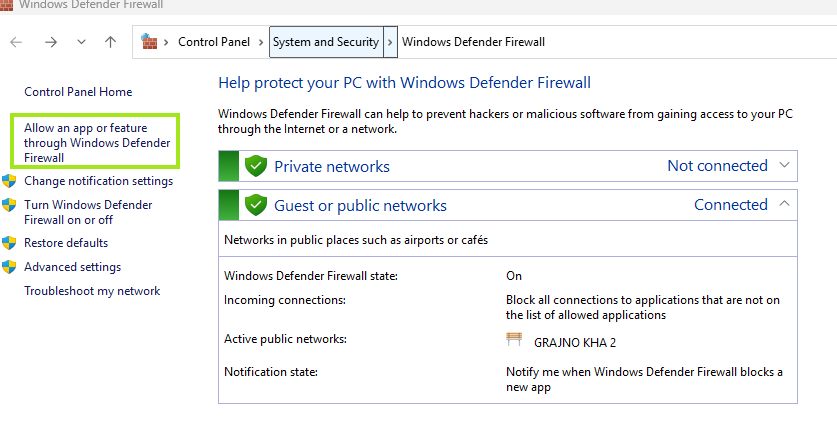 Windows Defender Firewall
Control Panel > System and Security > Windows Defender Firewall
Control Panel Home
Allow an app or feature
through Windows Defender
Firewall
Change notification settings
Turn Windows Defender
Firewall on or off
Restore defaults
Advanced settings
Troubleshoot my network
Help protect your PC with Windows Defender Firewall
Windows Defender Firewall can help to prevent hackers or malicious software from gaining access to your PC
through the Internet or a network.
Private networks Not connected
Guest or public networks Connected
Networks in public places such as airports or cafés
Windows Defender Firewall state: On
Incoming connections: Block all connections to applications that are not on
the list of allowed applications
Active public networks: GRAJNO KHA 2
Notification state: Notify me when Windows Defender Firewall blocks a
new app